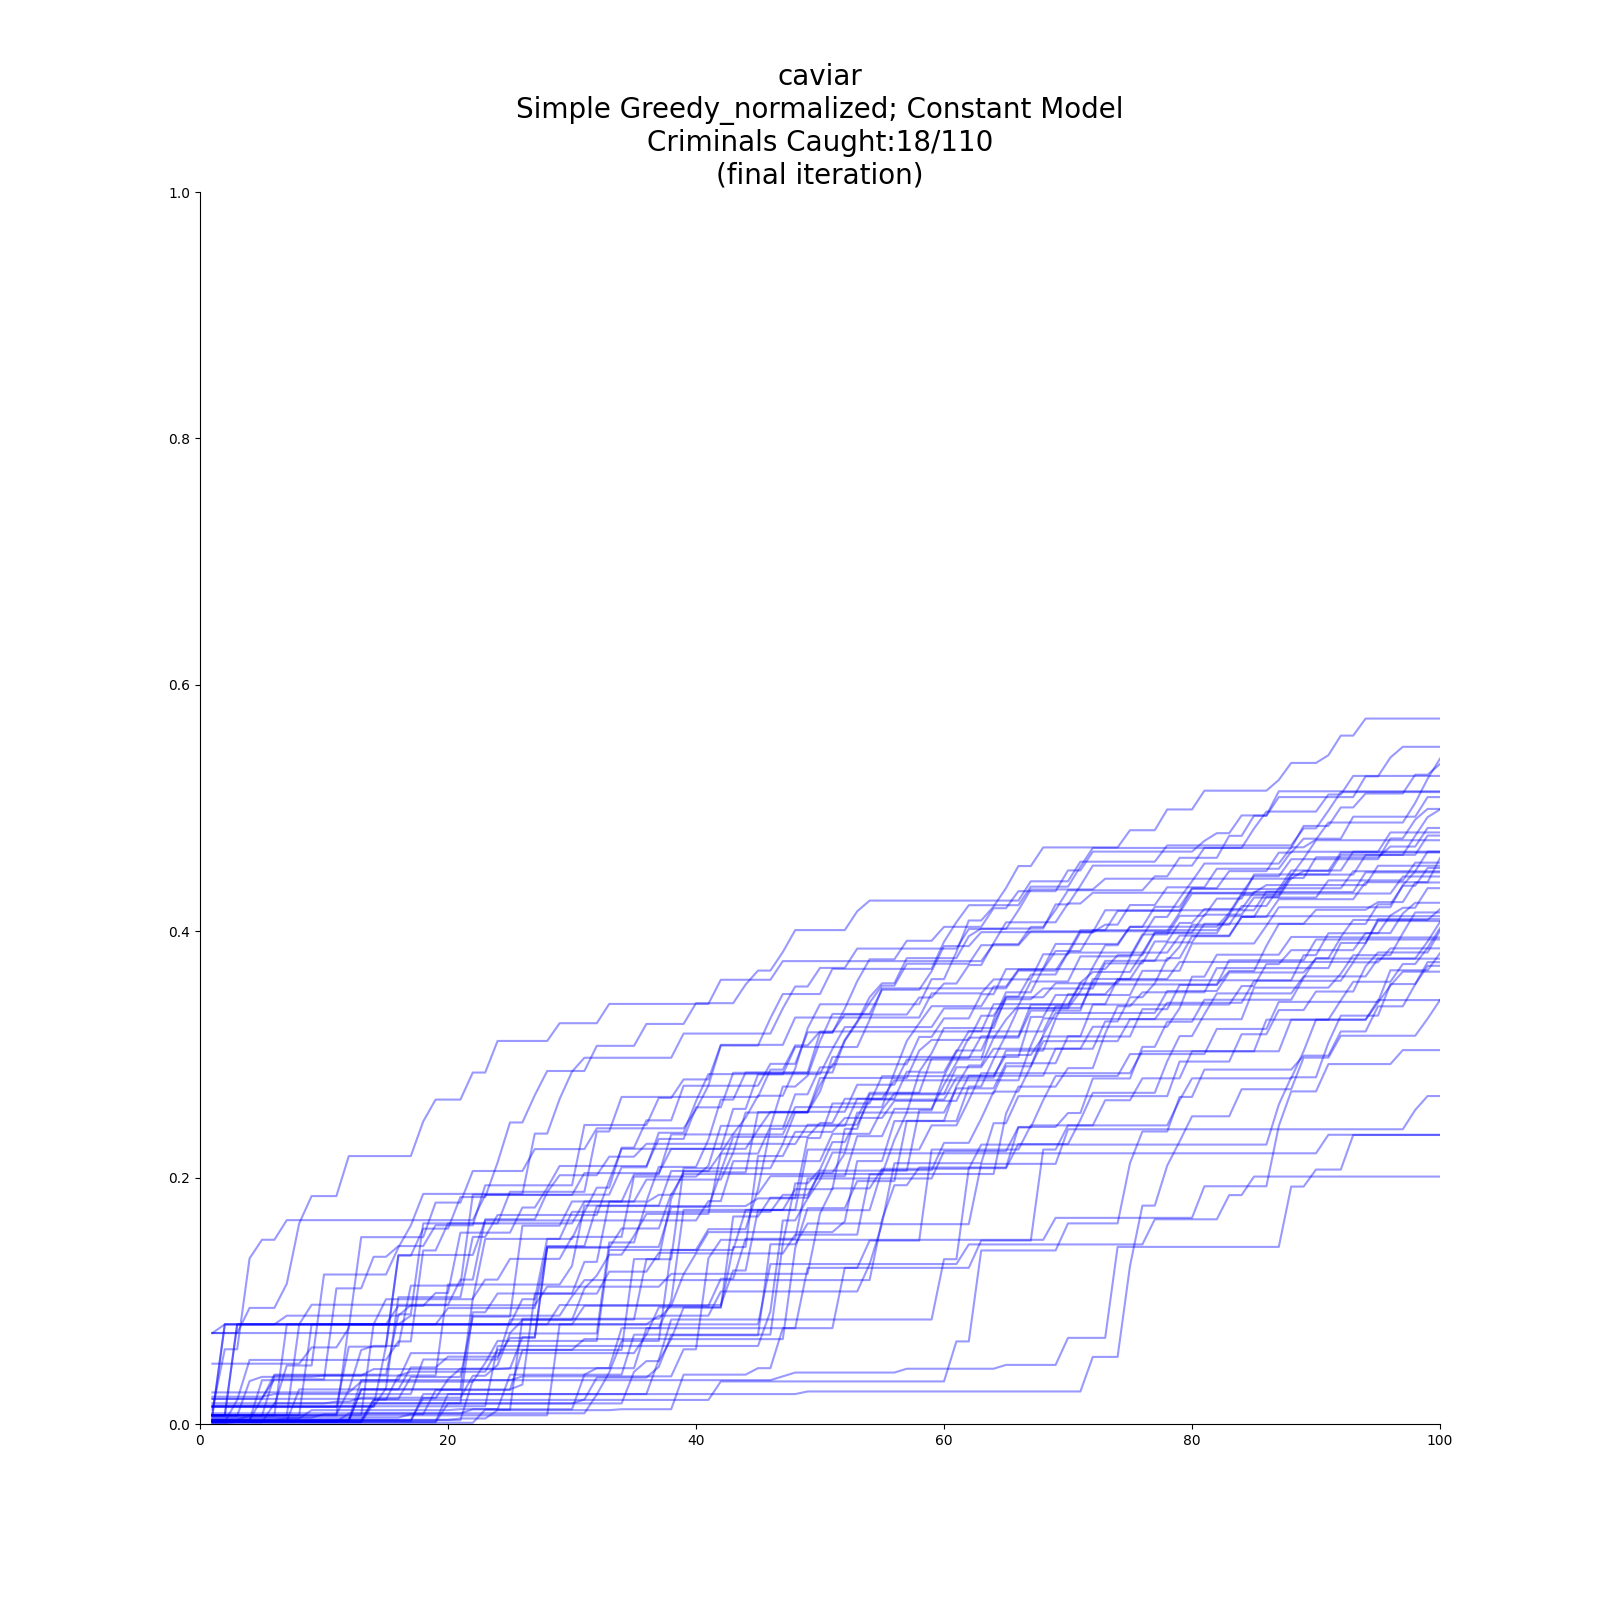 caviar
Simple Greedy_normalized; Constant Model
Criminals Caught:18/110
(final iteration)
1.0
0.8
0.6
0.4
0.2
0.0
0 20 40 60 80 100